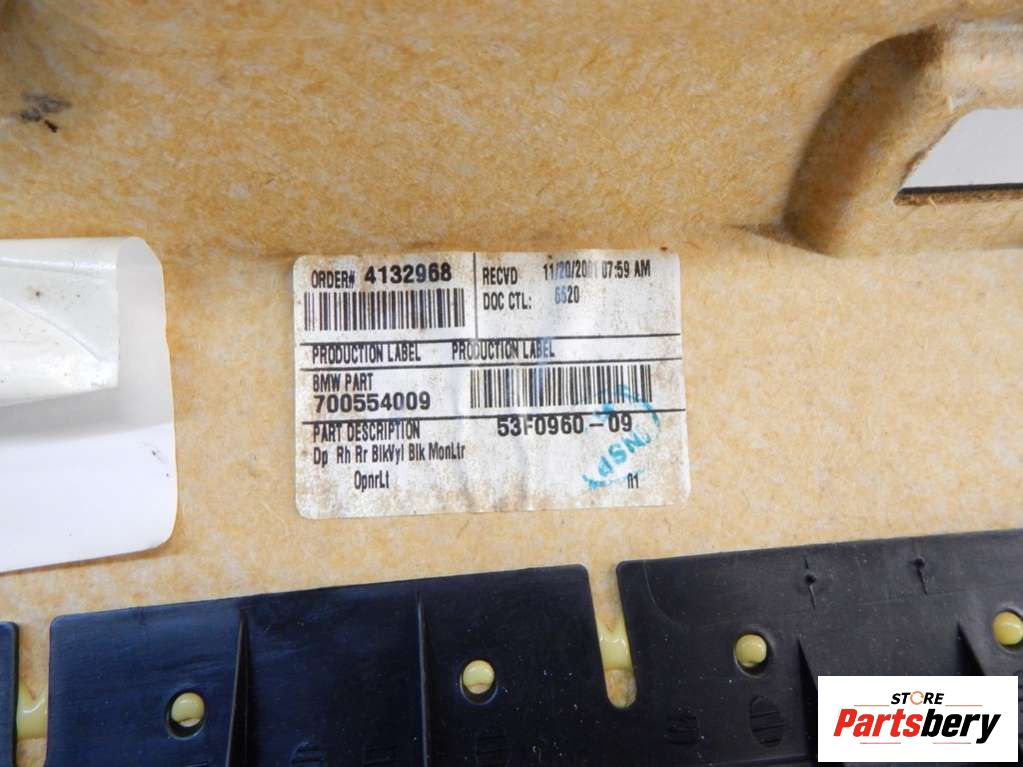 ORDER# 4132968
RECVD 11/20/2001 07:59 AM
DOC CTL: 6520
PRODUCTION LABEL PRODUCTION LABEL
BMW PART
700554009
PART DESCRIPTION
53F0960-09
Dp Rh Rr BlkVyl Blk MonLtr
OpnrLt
01
STORE
Partsbery